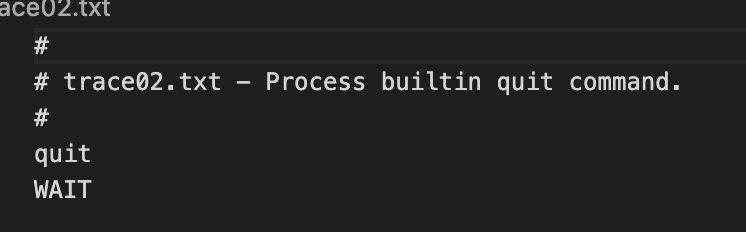 ace02.txt
#
# trace02.txt - Process builtin quit command.
#
quit
WAIT